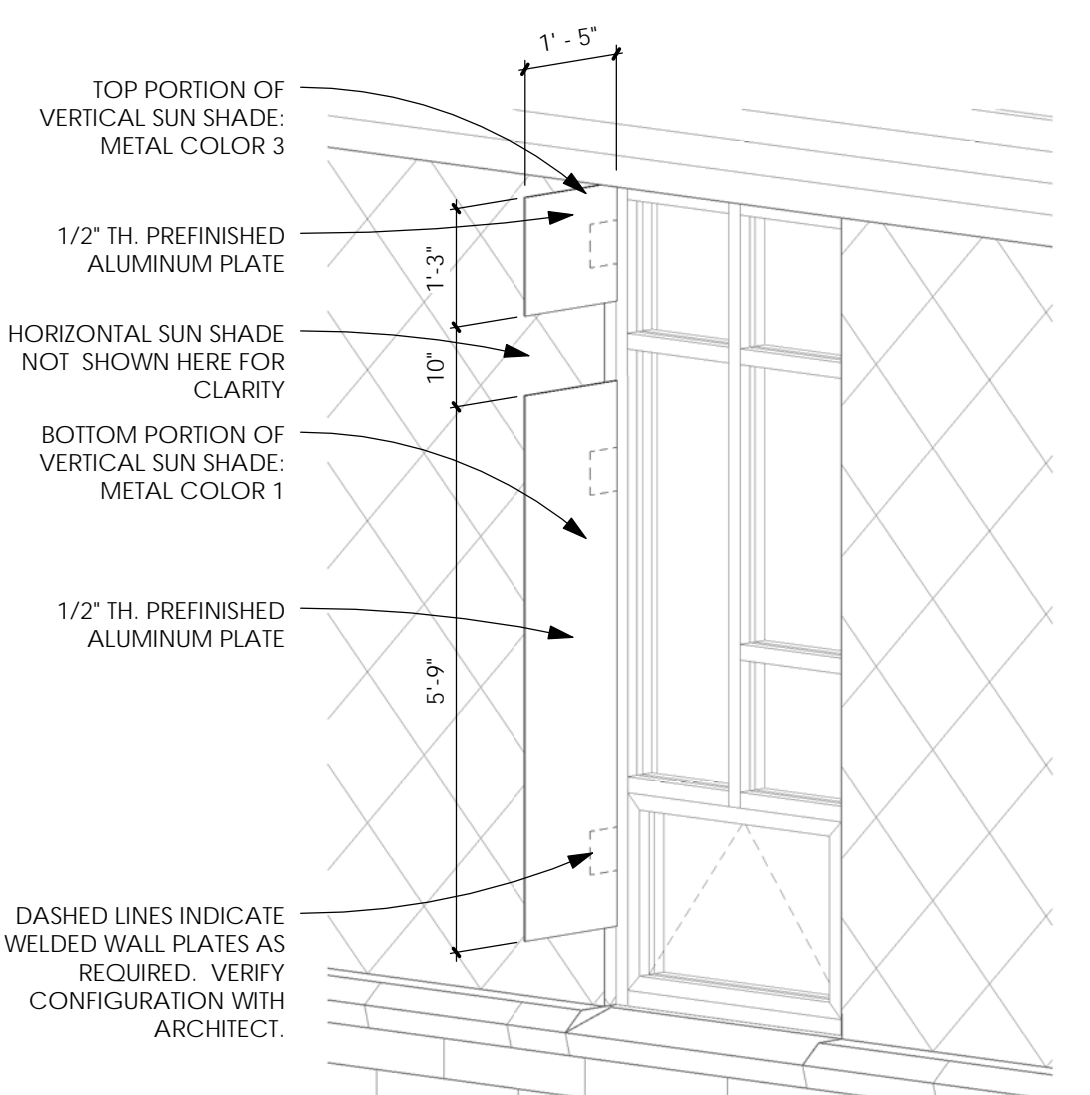 1' - 5"
TOP PORTION OF
VERTICAL SUN SHADE:
METAL COLOR 3
1/2" TH. PREFINISHED
ALUMINUM PLATE
1'-3"
HORIZONTAL SUN SHADE
NOT SHOWN HERE FOR
CLARITY
10"
BOTTOM PORTION OF
VERTICAL SUN SHADE:
METAL COLOR 1
1/2" TH. PREFINISHED
ALUMINUM PLATE
5'-9"
DASHED LINES INDICATE
WELDED WALL PLATES AS
REQUIRED. VERIFY
CONFIGURATION WITH
ARCHITECT.